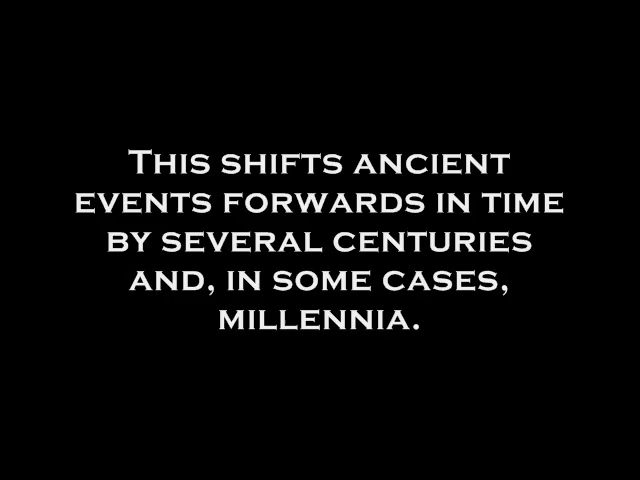 THIS SHIFTS ANCIENT
EVENTS FORWARDS IN TIME
BY SEVERAL CENTURIES
AND, IN SOME CASES,
MILLENNIA.